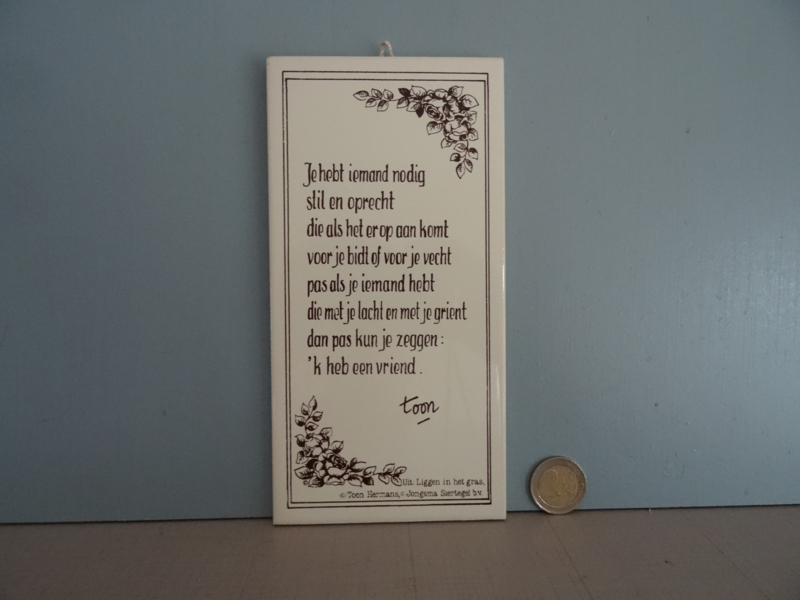 Je hebt iemand nodig
stil en oprecht
die als het er op aan komt
voor je bidt of voor je vecht
pas als je iemand hebt
die met je lacht en met je grient
dan pas kun je zeggen:
'k heb een vriend.
toon
Uit: Liggen in het gras.
© Toon Hermans, © Jongsma Siertegel b.v.